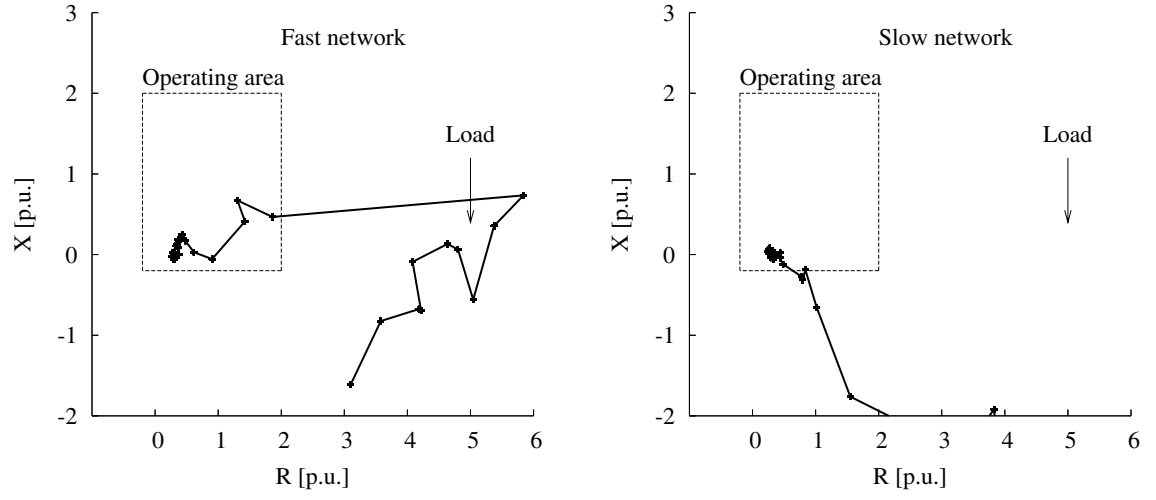 Fast network
Operating area
Load
3
2
1
0
-1
-2
X [p.u.]
0 1 2 3 4 5 6
R [p.u.]
Slow network
Operating area
Load
3
2
1
0
-1
-2
X [p.u.]
0 1 2 3 4 5 6
R [p.u.]